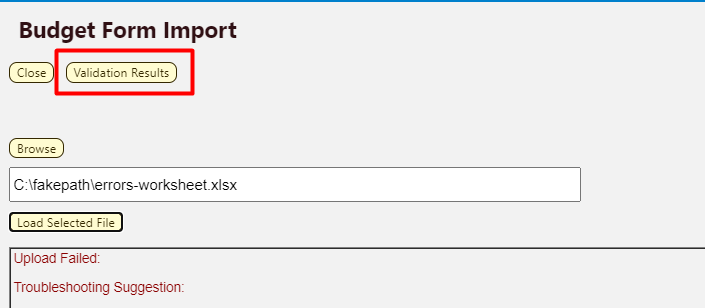 Budget Form Import
Close Validation Results
Browse
C:\fakepath\errors-worksheet.xlsx
Load Selected File
Upload Failed:
Troubleshooting Suggestion: